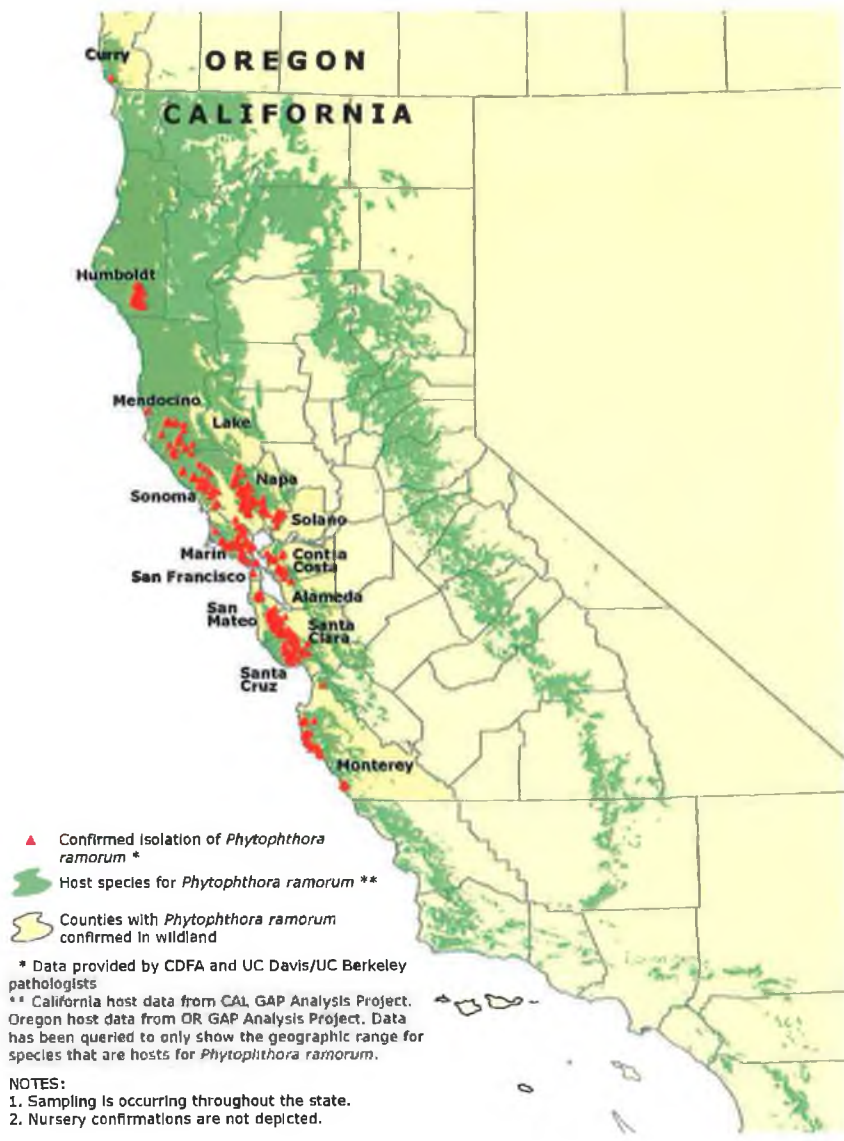 Curry
OREGON
CALIFORNIA
Humboldt
Mendocino
Lake
Napa
Sonoma
Solano
Marin
Contra
Costa
San Francisco
Alameda
San
Mateo
Santa
Clara
Santa
Cruz
Monterey
Confirmed isolation of Phytophthora
ramorum *
Host species for Phytophthora ramorum **
Counties with Phytophthora ramorum
confirmed in wildland
* Data provided by CDFA and UC Davis/UC Berkeley
pathologists
** California host data from CAL GAP Analysis Project.
Oregon host data from OR GAP Analysis Project. Data
has been queried to only show the geographic range for
species that are hosts for Phytophthora ramorum.
NOTES:
1. Sampling is occurring throughout the state.
2. Nursery confirmations are not depicted.